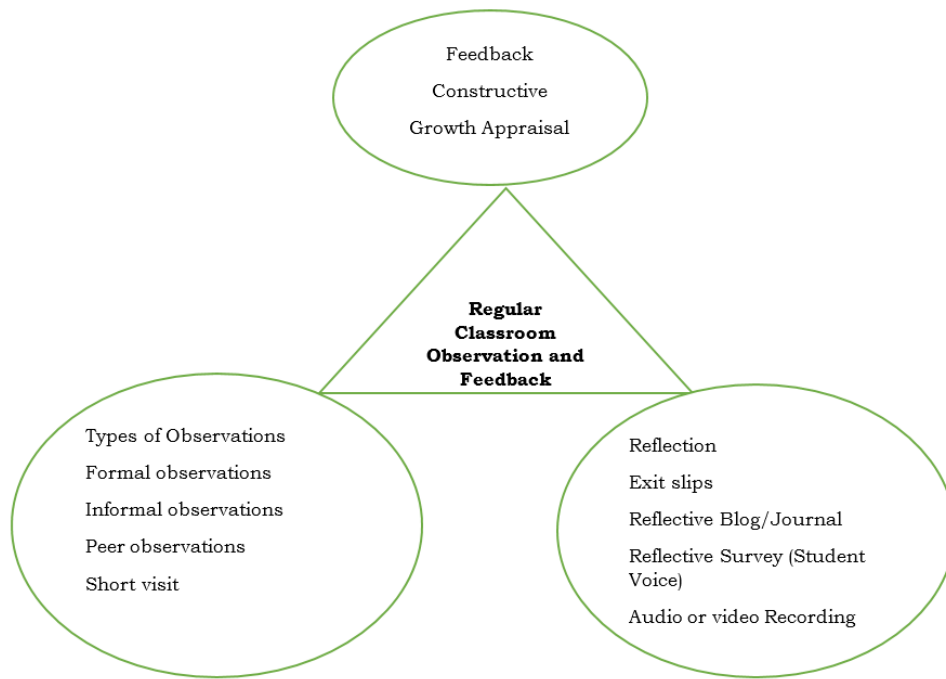 Feedback
Constructive
Growth Appraisal
Regular
Classroom
Observation and
Feedback
Types of Observations
Formal observations
Informal observations
Peer observations
Short visit
Reflection
Exit slips
Reflective Blog/Journal
Reflective Survey (Student
Voice)
Audio or video Recording